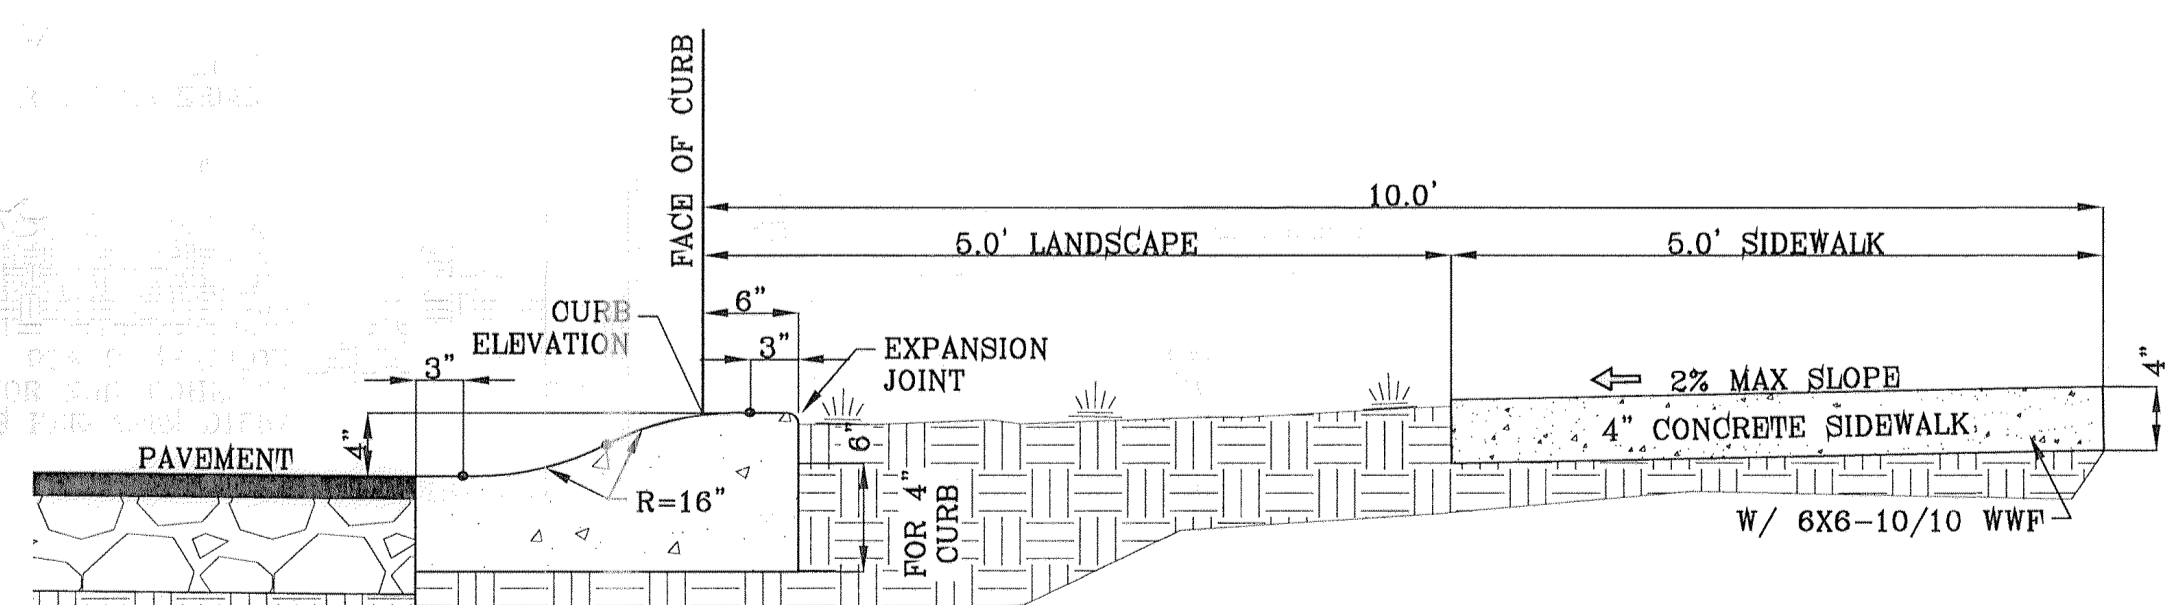 FACE OF CURB
10.0'
5.0' LANDSCAPE
5.0' SIDEWALK
CURB
ELEVATION
6"
3"
3"
EXPANSION
JOINT
2% MAX SLOPE
4"
4"
PAVEMENT
6"
4" CONCRETE SIDEWALK
R=16"
FOR 4"
CURB
W/ 6X6-10/10 WWF